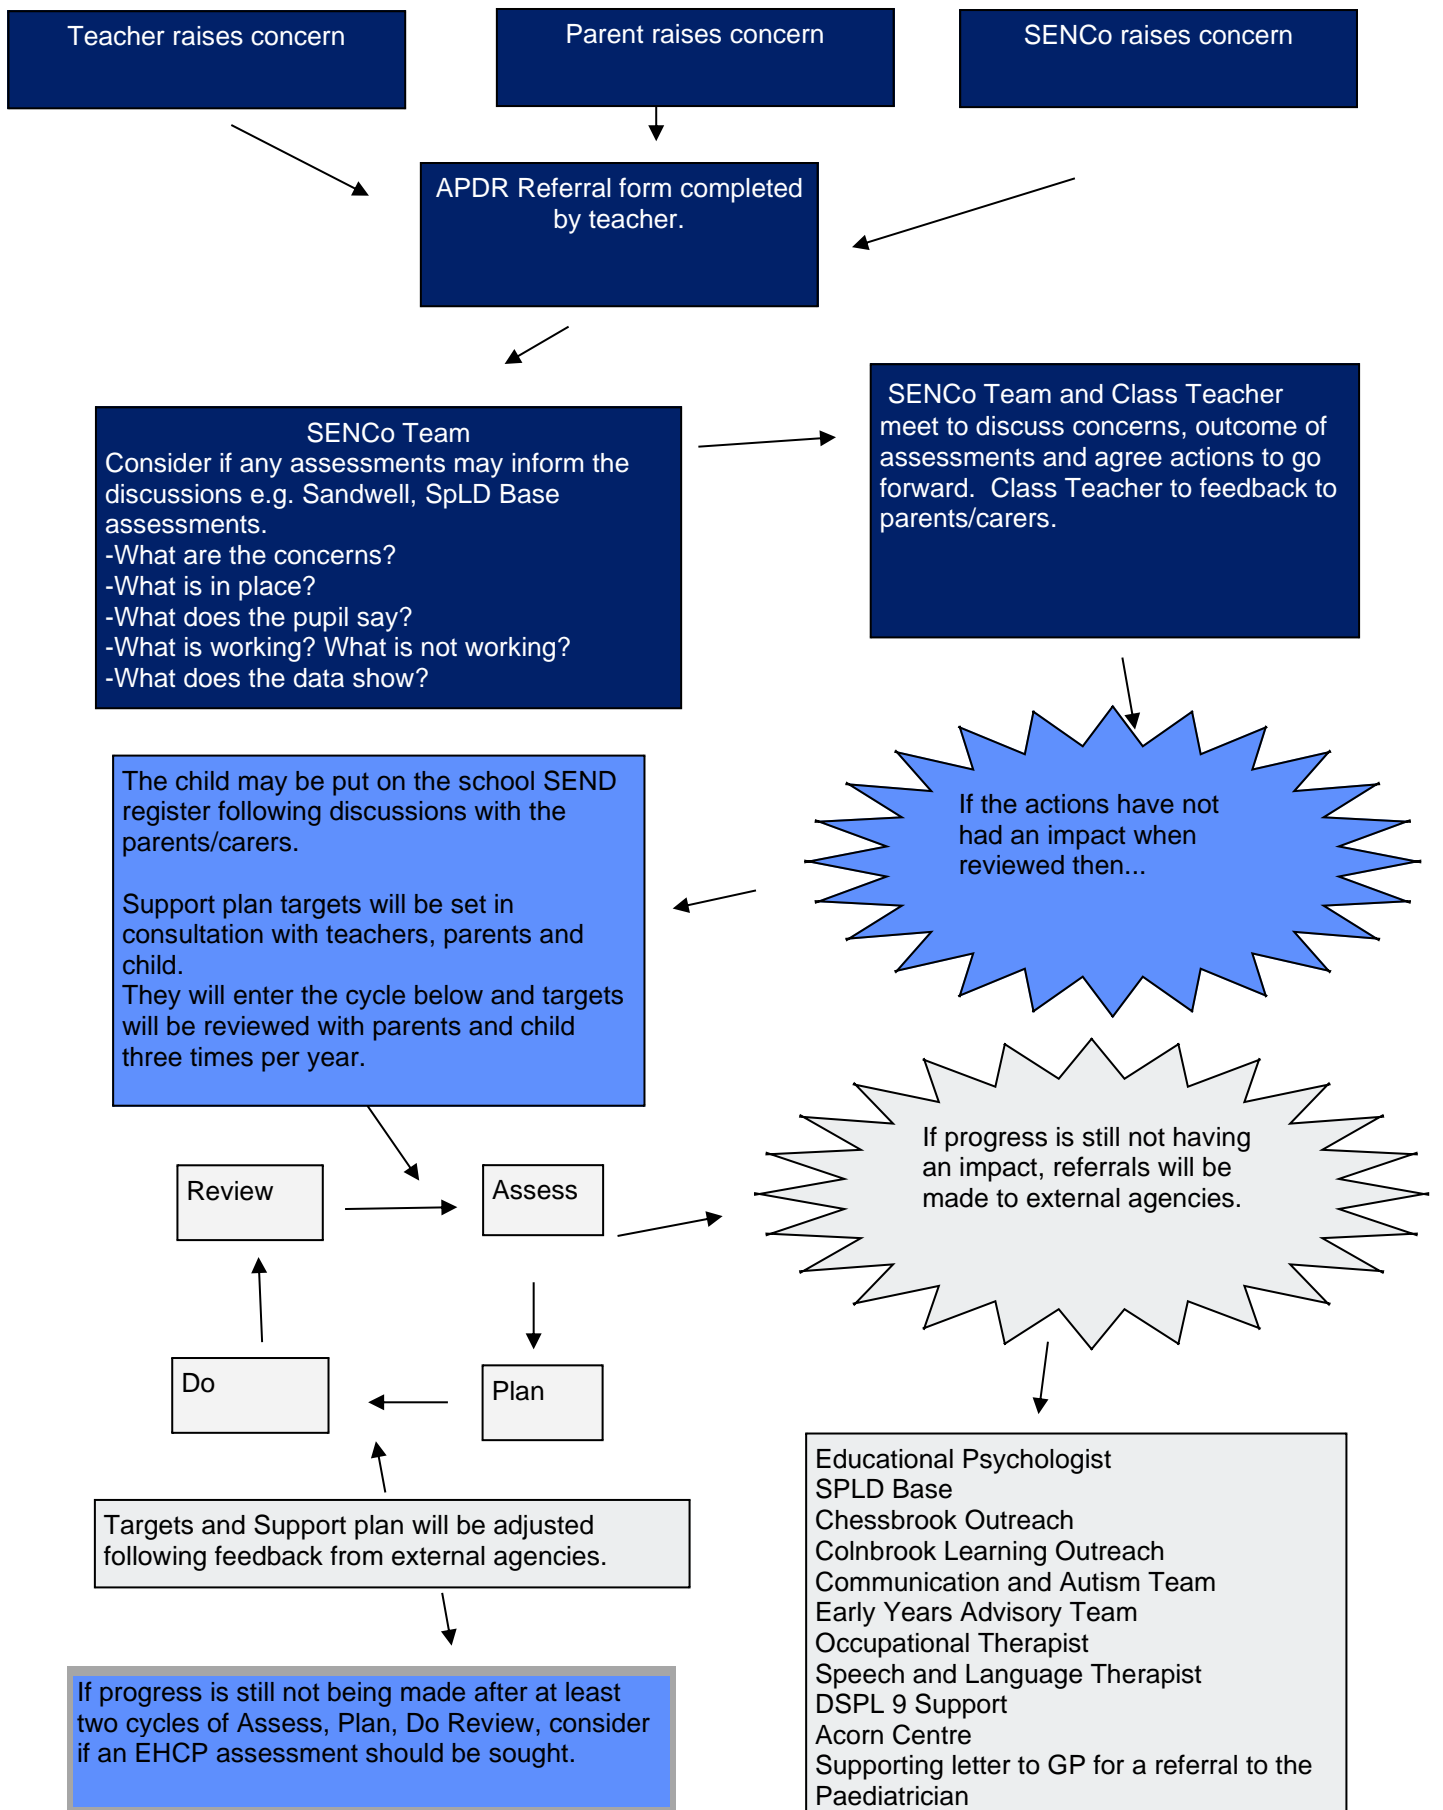 Teacher raises concern
Parent raises concern
SENCo raises concern
APDR Referral form completed
by teacher.
SENCo Team
Consider if any assessments may inform the
discussions e.g. Sandwell, SpLD Base
assessments.
-What are the concerns?
-What is in place?
-What does the pupil say?
-What is working? What is not working?
-What does the data show?
SENCo Team and Class Teacher
meet to discuss concerns, outcome of
assessments and agree actions to go
forward.  Class Teacher to feedback to
parents/carers.
If the actions have not
had an impact when
reviewed then...
The child may be put on the school SEND
register following discussions with the
parents/carers.
Support plan targets will be set in
consultation with teachers, parents and
child.
They will enter the cycle below and targets
will be reviewed with parents and child
three times per year.
If progress is still not having
an impact, referrals will be
made to external agencies.
Review
Assess
Do
Plan
Targets and Support plan will be adjusted
following feedback from external agencies.
If progress is still not being made after at least
two cycles of Assess, Plan, Do Review, consider
if an EHCP assessment should be sought.
Educational Psychologist
SPLD Base
Chessbrook Outreach
Colnbrook Learning Outreach
Communication and Autism Team
Early Years Advisory Team
Occupational Therapist
Speech and Language Therapist
DSPL 9 Support
Acorn Centre
Supporting letter to GP for a referral to the
Paediatrician